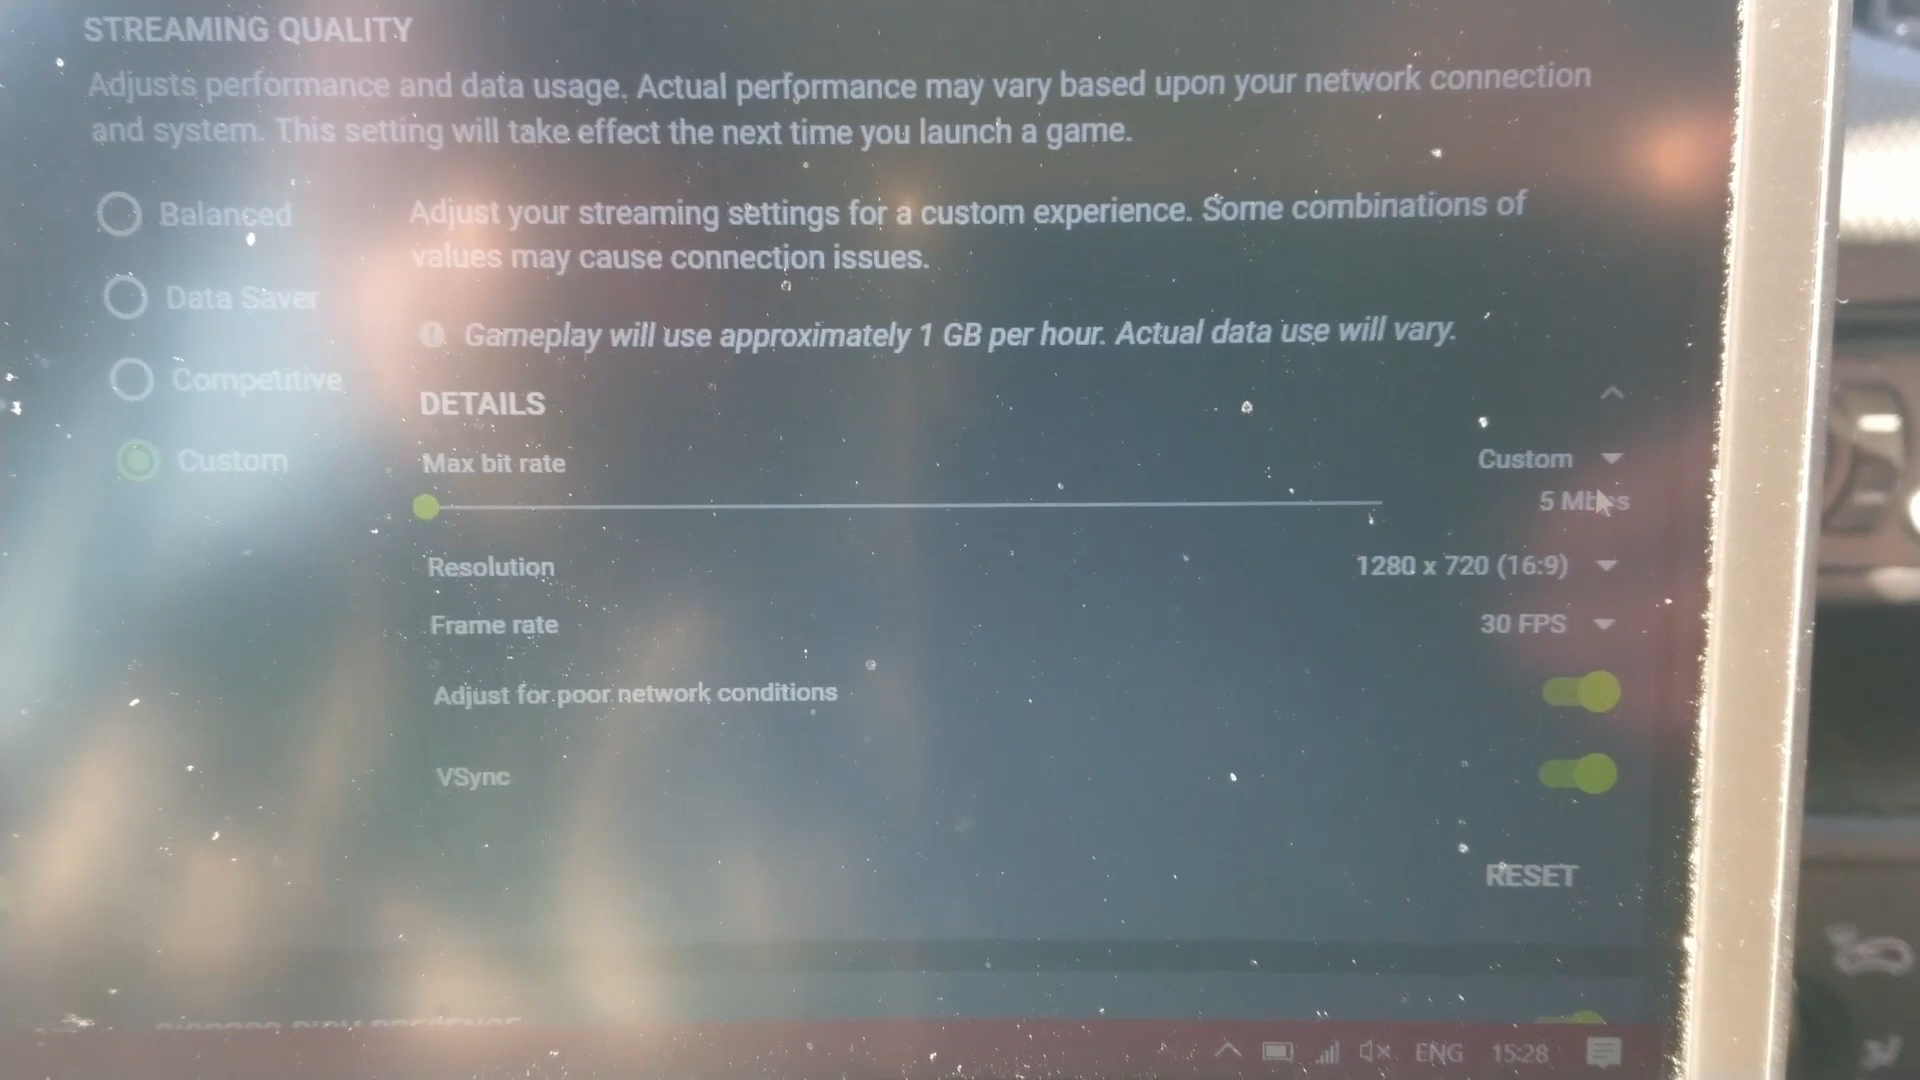 STREAMING QUALITY
Adjusts performance and data usage. Actual performance may vary based upon your network connection
and system. This setting will take effect the next time you launch a game.
Balanced
Data Saver
Competitive
Custom
Adjust your streaming settings for a custom experience. Some combinations of
values may cause connection issues.
Gameplay will use approximately 1 GB per hour. Actual data use will vary.
DETAILS
Max bit rate
Custom
5 Mbps
Resolution
1280 x 720 (16:9)
Frame rate
30 FPS
Adjust for poor network conditions
VSync
RESET
ENG
15:28